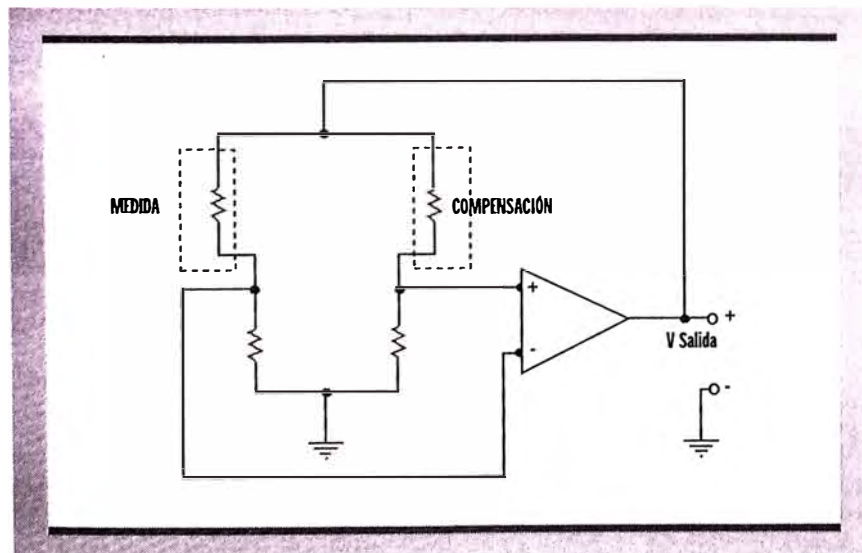 MEDIDA
COMPENSACIÓN
+
-
+
V Salida
-